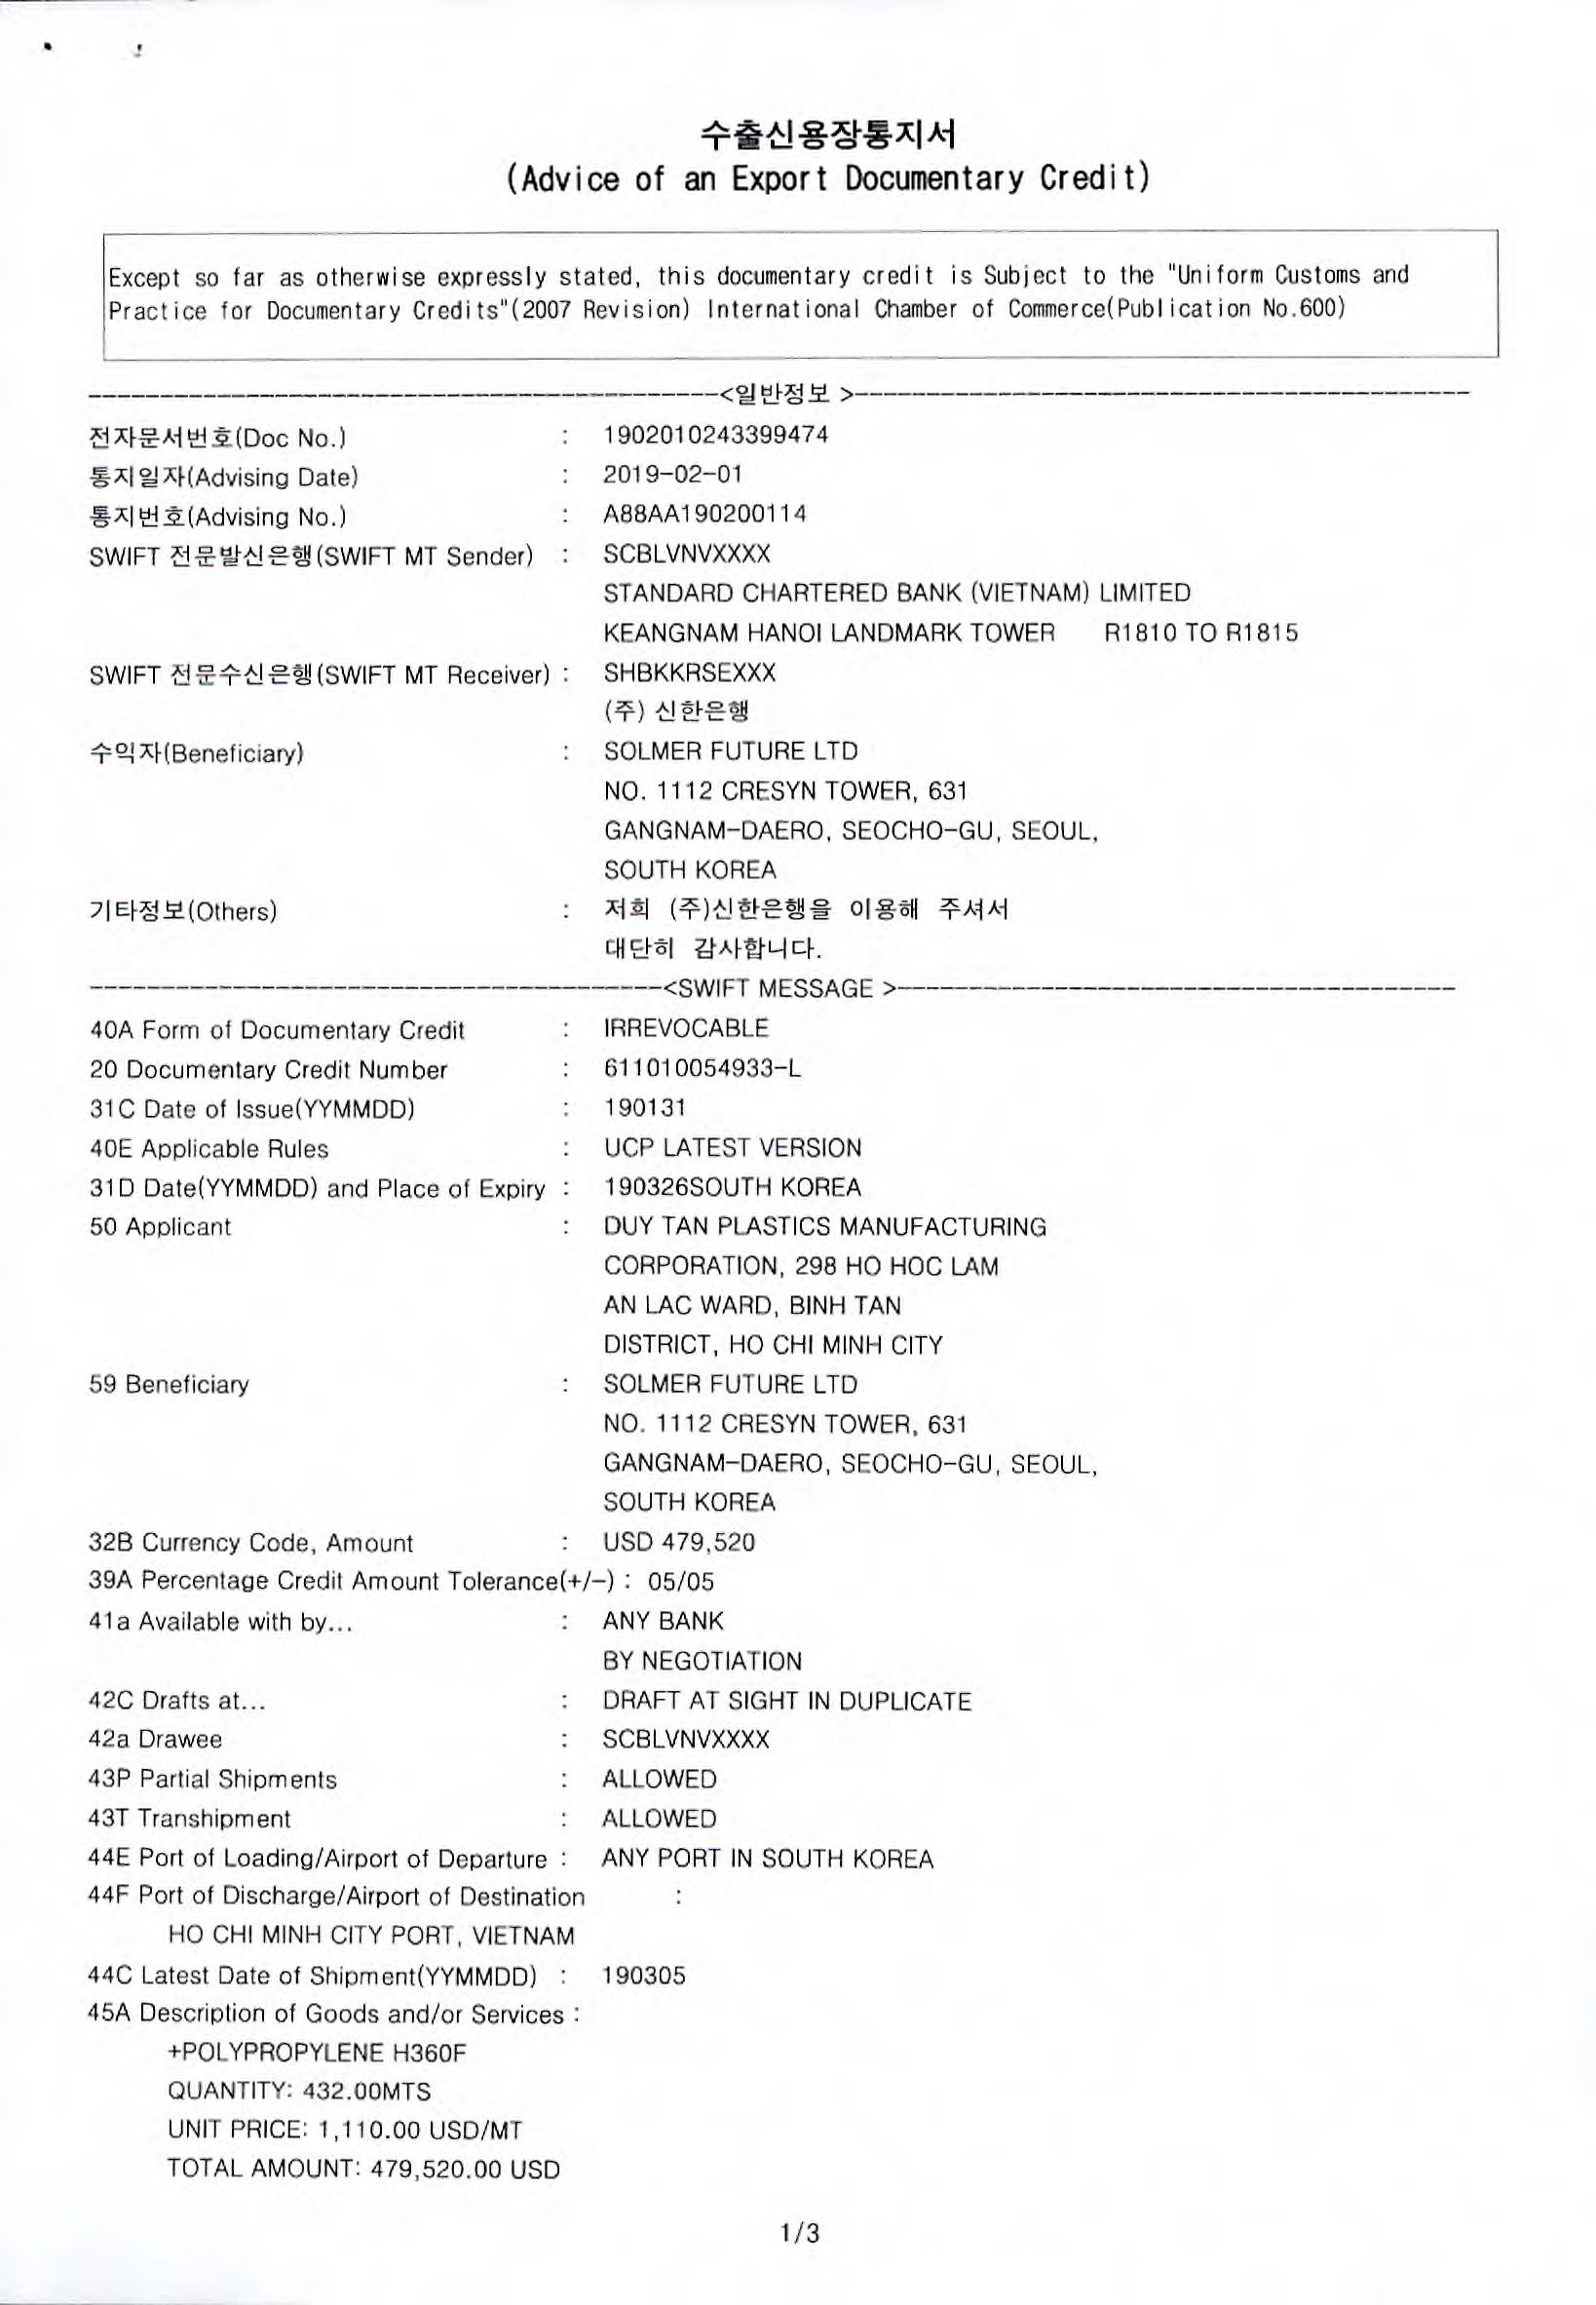 수출신용장통지서
(Advice of an Export Documentary Credit)
Except so far as otherwise expressly stated, this documentary credit is Subject to the "Uniform Customs and
Practice for Documentary Credits"(2007 Revision) International Chamber of Commerce(Publication No.600)
----------------------------------------<일반정보 >----------------------------------------
전자문서번호(Doc No.) : 1902010243399474
통지일자(Advising Date) : 2019-02-01
통지번호(Advising No.) : A88AA190200114
SWIFT 전문발신은행(SWIFT MT Sender) : SCBLVNVXXXX
STANDARD CHARTERED BANK (VIETNAM) LIMITED
KEANGNAM HANOI LANDMARK TOWER R1810 TO R1815
SWIFT 전문수신은행(SWIFT MT Receiver) : SHBKKRSEXXX
(주) 신한은행
수익자(Beneficiary) : SOLMER FUTURE LTD
NO. 1112 CRESYN TOWER, 631
GANGNAM-DAERO, SEOCHO-GU, SEOUL,
SOUTH KOREA
기타정보(Others) : 저희 (주)신한은행을 이용해 주셔서
대단히 감사합니다.
----------------------------------------<SWIFT MESSAGE >----------------------------------------
40A Form of Documentary Credit : IRREVOCABLE
20 Documentary Credit Number : 611010054933-L
31C Date of Issue(YYMMDD) : 190131
40E Applicable Rules : UCP LATEST VERSION
31D Date(YYMMDD) and Place of Expiry : 190326SOUTH KOREA
50 Applicant : DUY TAN PLASTICS MANUFACTURING
CORPORATION, 298 HO HOC LAM
AN LAC WARD, BINH TAN
DISTRICT, HO CHI MINH CITY
59 Beneficiary : SOLMER FUTURE LTD
NO. 1112 CRESYN TOWER, 631
GANGNAM-DAERO, SEOCHO-GU, SEOUL,
SOUTH KOREA
32B Currency Code, Amount : USD 479,520
39A Percentage Credit Amount Tolerance(+/-) : 05/05
41a Available with by... : ANY BANK
BY NEGOTIATION
42C Drafts at... : DRAFT AT SIGHT IN DUPLICATE
42a Drawee : SCBLVNVXXXX
43P Partial Shipments : ALLOWED
43T Transhipment : ALLOWED
44E Port of Loading/Airport of Departure : ANY PORT IN SOUTH KOREA
44F Port of Discharge/Airport of Destination :
HO CHI MINH CITY PORT, VIETNAM
44C Latest Date of Shipment(YYMMDD) : 190305
45A Description of Goods and/or Services :
+POLYPROPYLENE H360F
QUANTITY: 432.00MTS
UNIT PRICE: 1,110.00 USD/MT
TOTAL AMOUNT: 479,520.00 USD
1/3